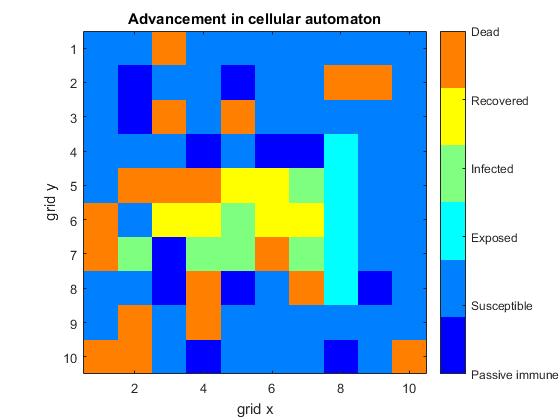 Advancement in cellular automaton
grid y
1
2
3
4
5
6
7
8
9
10
2 4 6 8 10
grid x
Dead
Recovered
Infected
Exposed
Susceptible
Passive immune